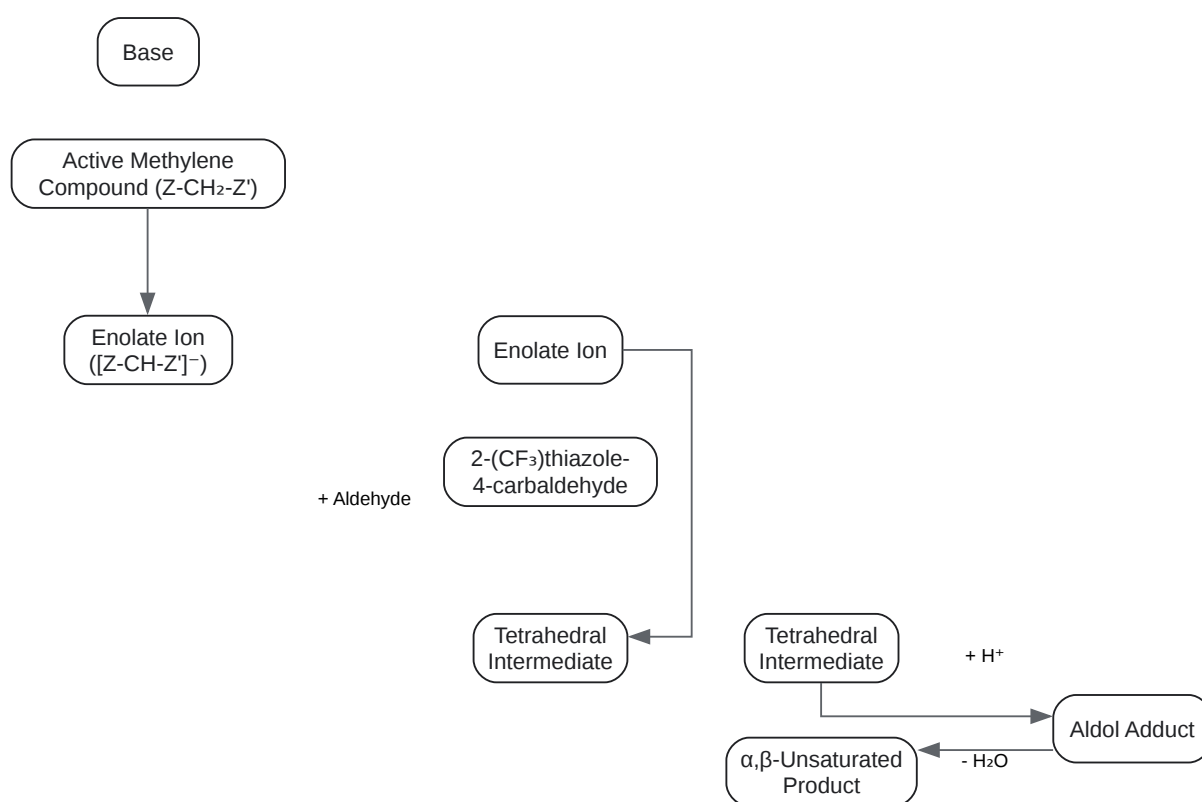 Base
Active Methylene
Compound (Z-CH₂-Z')
Enolate Ion
([Z-CH-Z']⁻)
Enolate Ion
2-(CF₃)thiazole-
4-carbaldehyde
+ Aldehyde
Tetrahedral
Intermediate
Tetrahedral
Intermediate
+ H⁺
Aldol Adduct
- H₂O
α,β-Unsaturated
Product